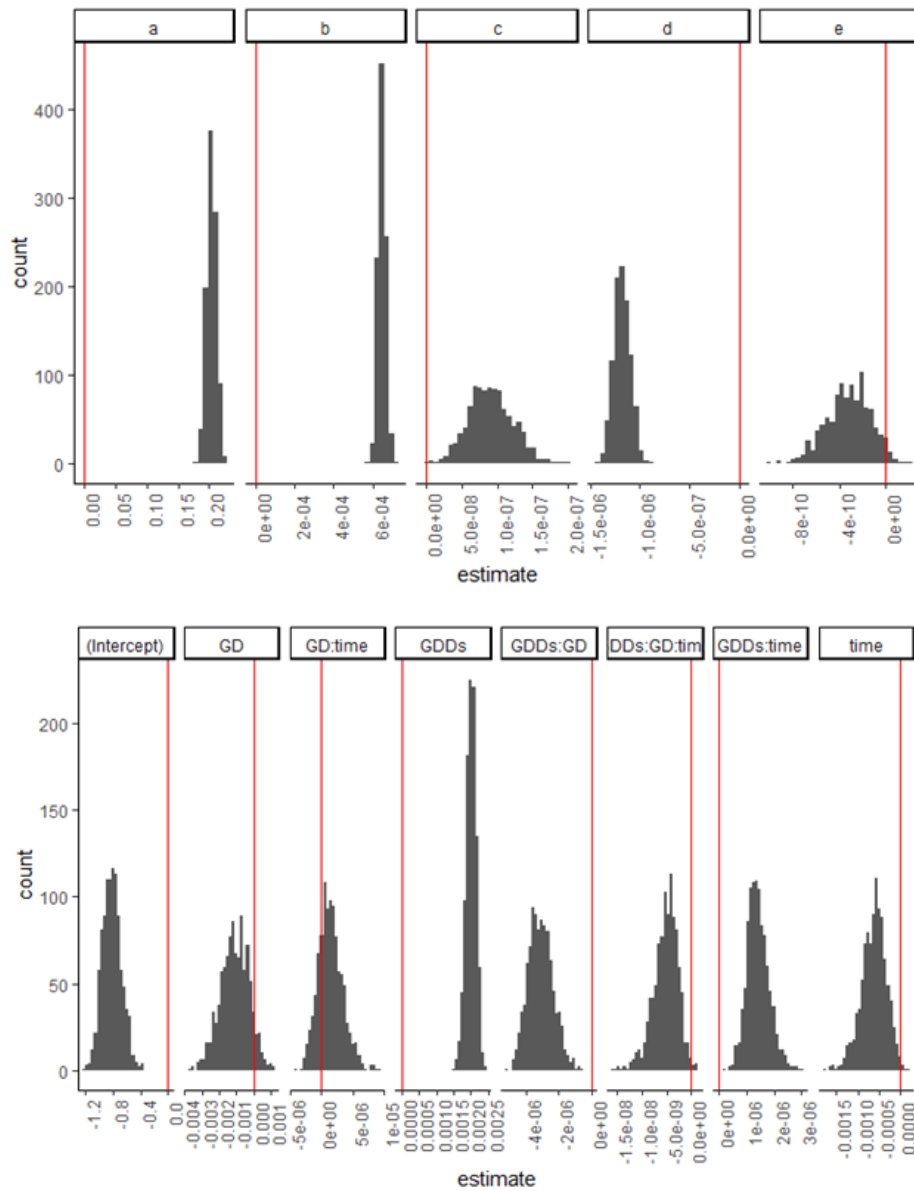 a b c d e
400
300
200
100
0
count
0.00 0.05 0.10 0.15 0.20 0e+00 2e-04 4e-04 6e-04 0.0e+00 5.0e-08 1.0e-07 1.5e-07 2.0e-07 -1.5e-06 -1.0e-06 -5.0e-07 0.0e+00 -8e-10 -4e-10 0e+00
estimate
(Intercept) GD GD:time GDDs GDDs:GD DDs:GD:tim GDDs:time time
200
150
100
50
0
count
-1.2 -0.8 -0.4 0.0 -0.004 -0.003 -0.002 -0.001 0.000 0.001 -5e-06 0e+00 5e-06 1e-05 0.0000 0.0005 0.0010 0.0015 0.0020 0.0025 -4e-06 -2e-06 0e+00 -1.5e-08 -1.0e-08 -5.0e-09 0.0e+00 0e+00 1e-06 2e-06 3e-06 -0.0015 -0.0010 -0.0005 0.0000
estimate